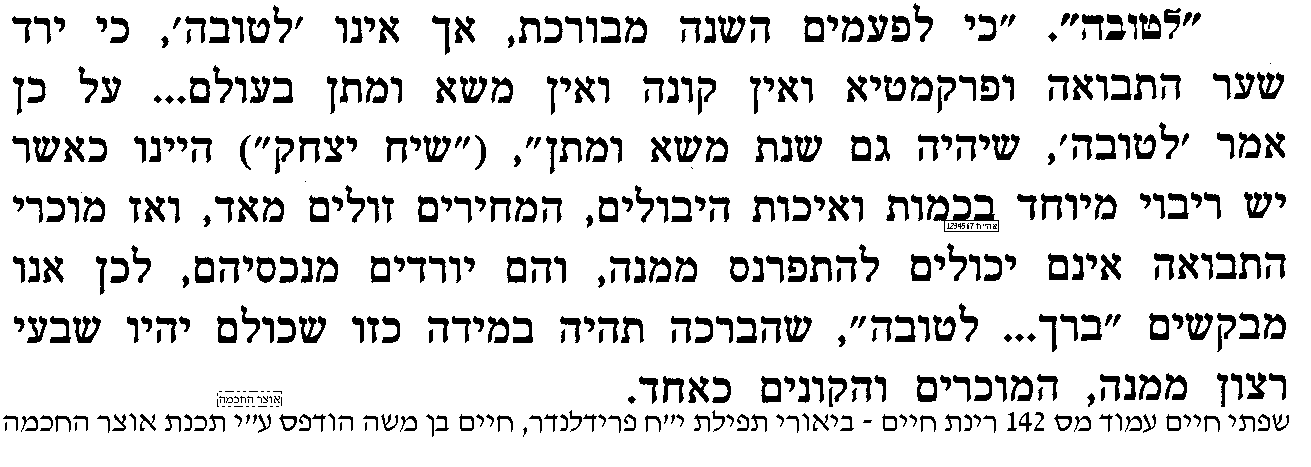 "לטובה". "כי לפעמים השנה מבורכת, אך אינו 'לטובה', כי ירד
שער התבואה ופרקמטיא ואין קונה ואין משא ומתן בעולם... על כן
אמר 'לטובה', שיהיה גם שנת משא ומתן", ("שיח יצחק") היינו כאשר
יש ריבוי מיוחד בכמות ואיכות היבולים, המחירים זולים מאד, ואז מוכרי
אה"ח 1234567
התבואה אינם יכולים להתפרנס ממנה, והם יורדים מנכסיהם, לכן אנו
מבקשים "ברך... לטובה", שהברכה תהיה במידה כזו שכולם יהיו שבעי
רצון ממנה, המוכרים והקונים כאחד.
אוצר החכמה
שפתי חיים עמוד מס 142 רינת חיים - ביאורי תפילת י"ח פרידלנדר, חיים בן משה הודפס ע"י תכנת אוצר החכמה